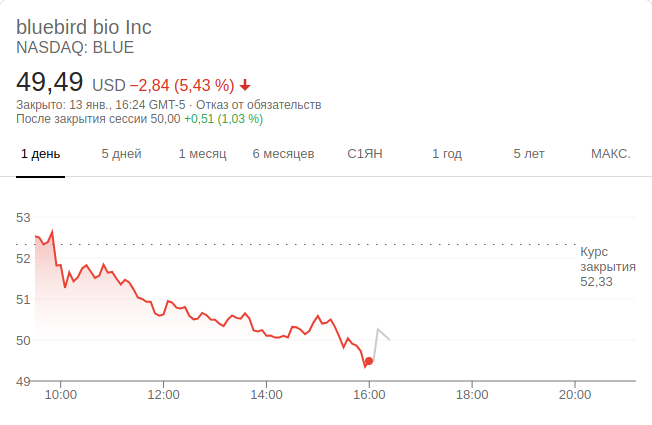 bluebird bio Inc
NASDAQ: BLUE
49,49 USD −2,84 (5,43 %)
Закрыто: 13 янв., 16:24 GMT-5 · Отказ от обязательств
После закрытия сессии 50,00 +0,51 (1,03 %)
1 день 5 дней 1 месяц 6 месяцев С1ЯН 1 год 5 лет МАКС.
53
52
51
50
49
Курс
закрытия
52,33
10:00 12:00 14:00 16:00 18:00 20:00